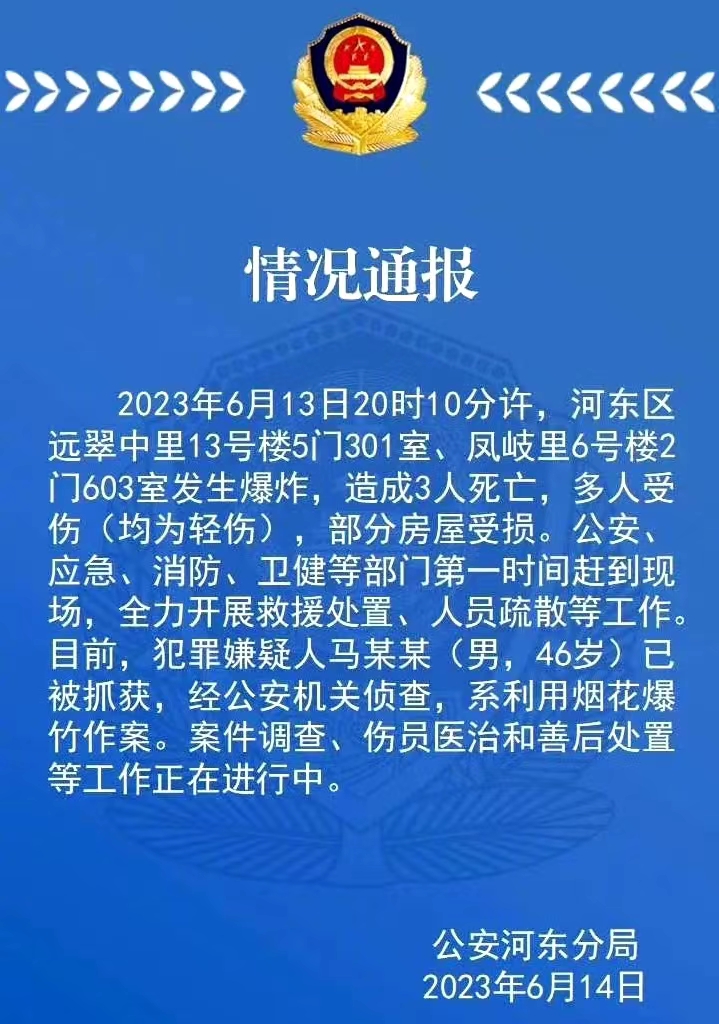 情况通报
2023年6月13日20时10分许，河东区
远翠中里13号楼5门301室、凤岐里6号楼2
门603室发生爆炸，造成3人死亡，多人受
伤（均为轻伤），部分房屋受损。公安、
应急、消防、卫健等部门第一时间赶到现
场，全力开展救援处置、人员疏散等工作。
目前，犯罪嫌疑人马某某（男，46岁）已
被抓获，经公安机关侦查，系利用烟花爆
竹作案。案件调查、伤员医治和善后处置
等工作正在进行中。
公安河东分局
2023年6月14日